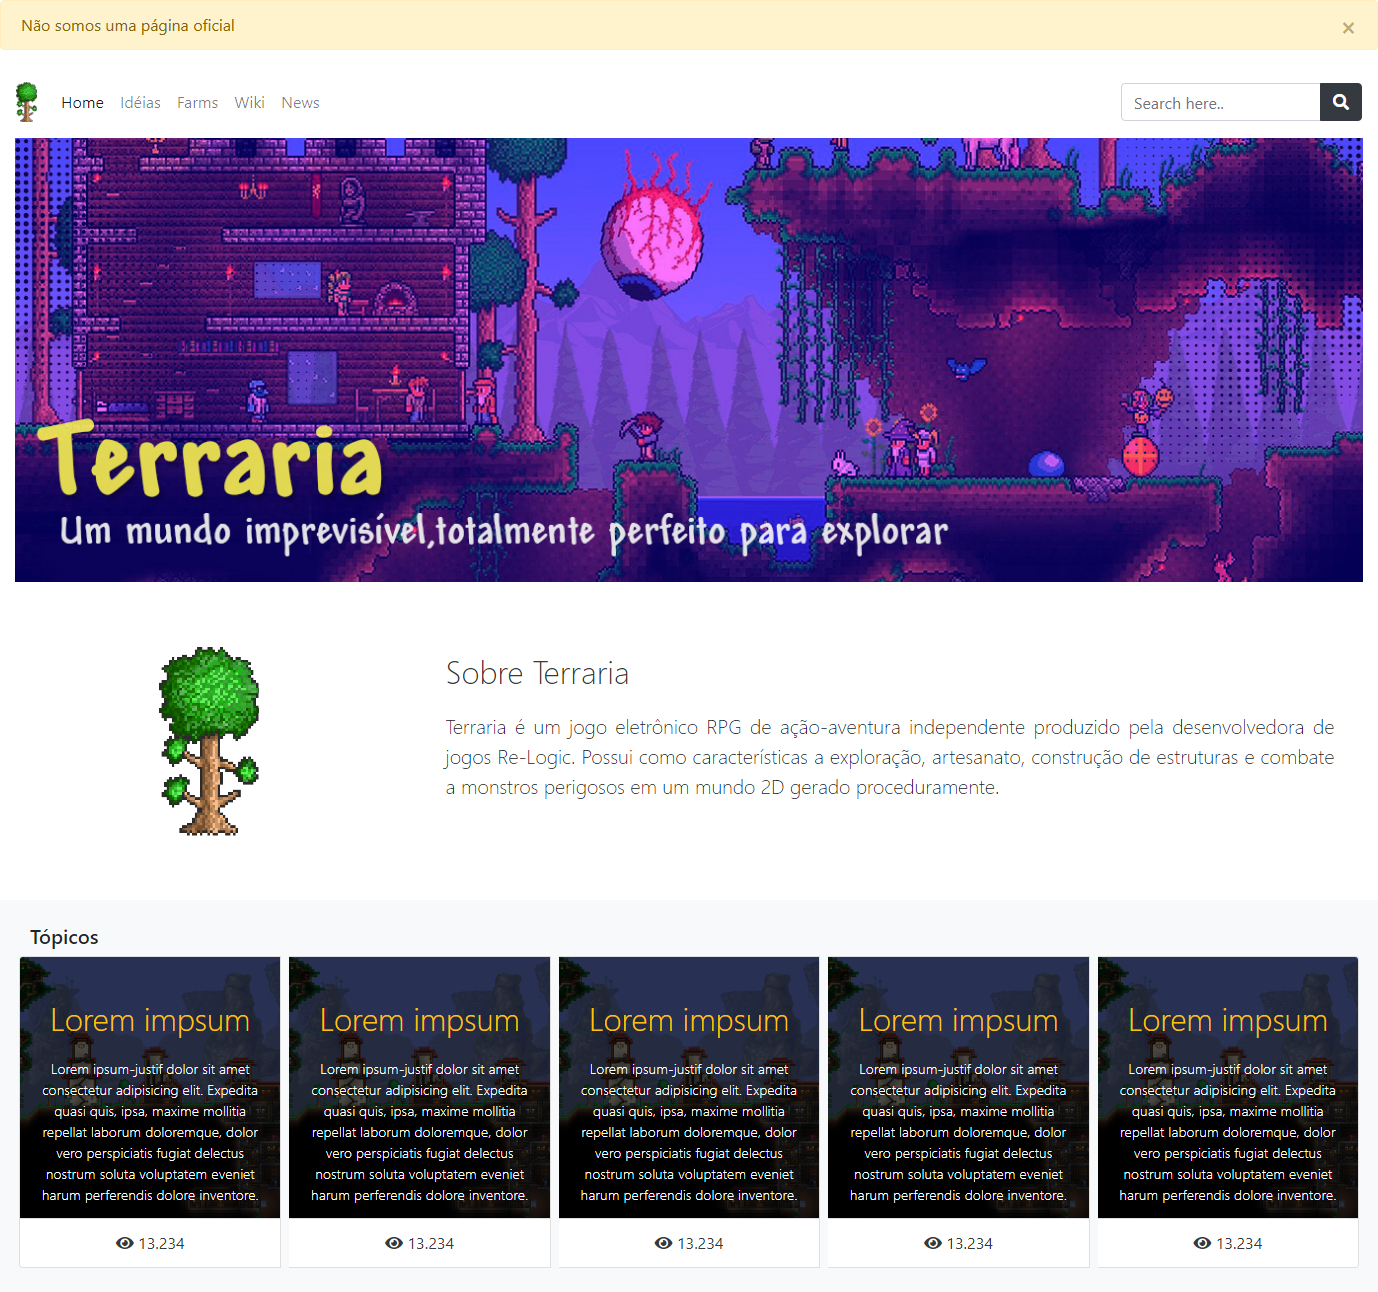 Não somos uma página oficial
×
Home Idéias Farms Wiki News
Search here..
Terraria
Um mundo imprevisível,totalmente perfeito para explorar
Sobre Terraria
Terraria é um jogo eletrônico RPG de ação-aventura independente produzido pela desenvolvedora de
jogos Re-Logic. Possui como características a exploração, artesanato, construção de estruturas e combate
a monstros perigosos em um mundo 2D gerado proceduramente.
Tópicos
Lorem impsum
Lorem ipsum-justif dolor sit amet
consectetur adipisicing elit. Expedita
quasi quis, ipsa, maxime mollitia
repellat laborum doloremque, dolor
vero perspiciatis fugiat delectus
nostrum soluta voluptatem eveniet
harum perferendis dolore inventore.
13.234
Lorem impsum
Lorem ipsum-justif dolor sit amet
consectetur adipisicing elit. Expedita
quasi quis, ipsa, maxime mollitia
repellat laborum doloremque, dolor
vero perspiciatis fugiat delectus
nostrum soluta voluptatem eveniet
harum perferendis dolore inventore.
13.234
Lorem impsum
Lorem ipsum-justif dolor sit amet
consectetur adipisicing elit. Expedita
quasi quis, ipsa, maxime mollitia
repellat laborum doloremque, dolor
vero perspiciatis fugiat delectus
nostrum soluta voluptatem eveniet
harum perferendis dolore inventore.
13.234
Lorem impsum
Lorem ipsum-justif dolor sit amet
consectetur adipisicing elit. Expedita
quasi quis, ipsa, maxime mollitia
repellat laborum doloremque, dolor
vero perspiciatis fugiat delectus
nostrum soluta voluptatem eveniet
harum perferendis dolore inventore.
13.234
Lorem impsum
Lorem ipsum-justif dolor sit amet
consectetur adipisicing elit. Expedita
quasi quis, ipsa, maxime mollitia
repellat laborum doloremque, dolor
vero perspiciatis fugiat delectus
nostrum soluta voluptatem eveniet
harum perferendis dolore inventore.
13.234